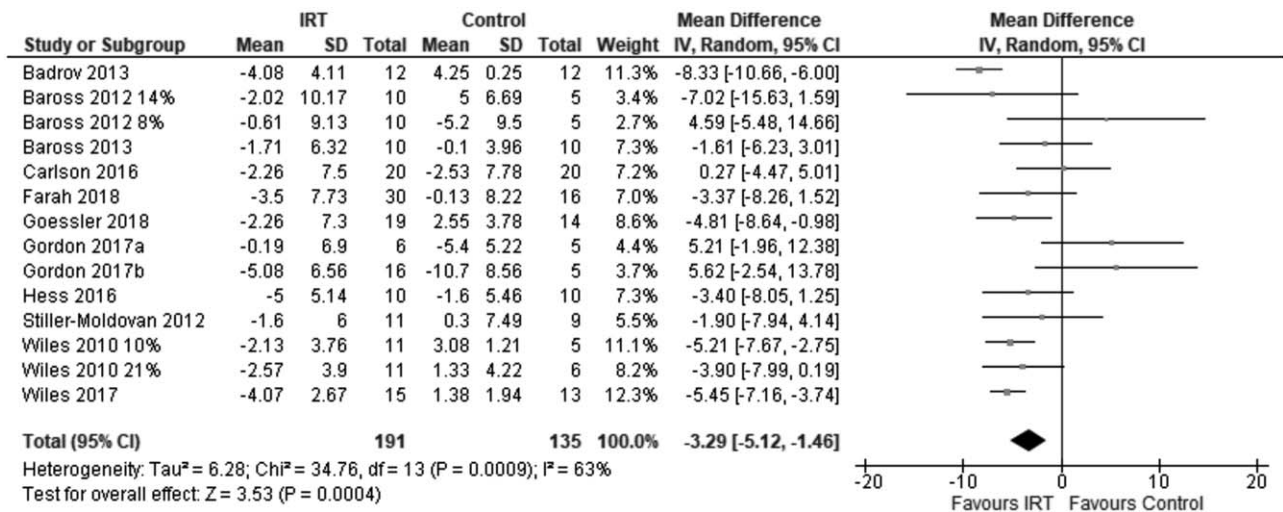 IRT Control Mean Difference Mean Difference
Study or Subgroup Mean SD Total Mean SD Total Weight IV, Random, 95% CI IV, Random, 95% CI
Badrov 2013 -4.08 4.11 12 4.25 0.25 12 11.3% -8.33 [-10.66, -6.00]
Baross 2012 14% -2.02 10.17 10 5 6.69 5 3.4% -7.02 [-15.63, 1.59]
Baross 2012 8% -0.61 9.13 10 -5.2 9.5 5 2.7% 4.59 [-5.48, 14.66]
Baross 2013 -1.71 6.32 10 -0.1 3.96 10 7.3% -1.61 [-6.23, 3.01]
Carlson 2016 -2.26 7.5 20 -2.53 7.78 20 7.2% 0.27 [-4.47, 5.01]
Farah 2018 -3.5 7.73 30 -0.13 8.22 16 7.0% -3.37 [-8.26, 1.52]
Goessler 2018 -2.26 7.3 19 2.55 3.78 14 8.6% -4.81 [-8.64, -0.98]
Gordon 2017a -0.19 6.9 6 -5.4 5.22 5 4.4% 5.21 [-1.96, 12.38]
Gordon 2017b -5.08 6.56 16 -10.7 8.56 5 3.7% 5.62 [-2.54, 13.78]
Hess 2016 -5 5.14 10 -1.6 5.46 10 7.3% -3.40 [-8.05, 1.25]
Stiller-Moldovan 2012 -1.6 6 11 0.3 7.49 9 5.5% -1.90 [-7.94, 4.14]
Wiles 2010 10% -2.13 3.76 11 3.08 1.21 5 11.1% -5.21 [-7.67, -2.75]
Wiles 2010 21% -2.57 3.9 11 1.33 4.22 6 8.2% -3.90 [-7.99, 0.19]
Wiles 2017 -4.07 2.67 15 1.38 1.94 13 12.3% -5.45 [-7.16, -3.74]
Total (95% CI) 191 135 100.0% -3.29 [-5.12, -1.46]
Heterogeneity: Tau² = 6.28; Chi² = 34.76, df = 13 (P = 0.0009); I² = 63%
Test for overall effect: Z = 3.53 (P = 0.0004)
-20 -10 0 10 20
Favours IRT Favours Control